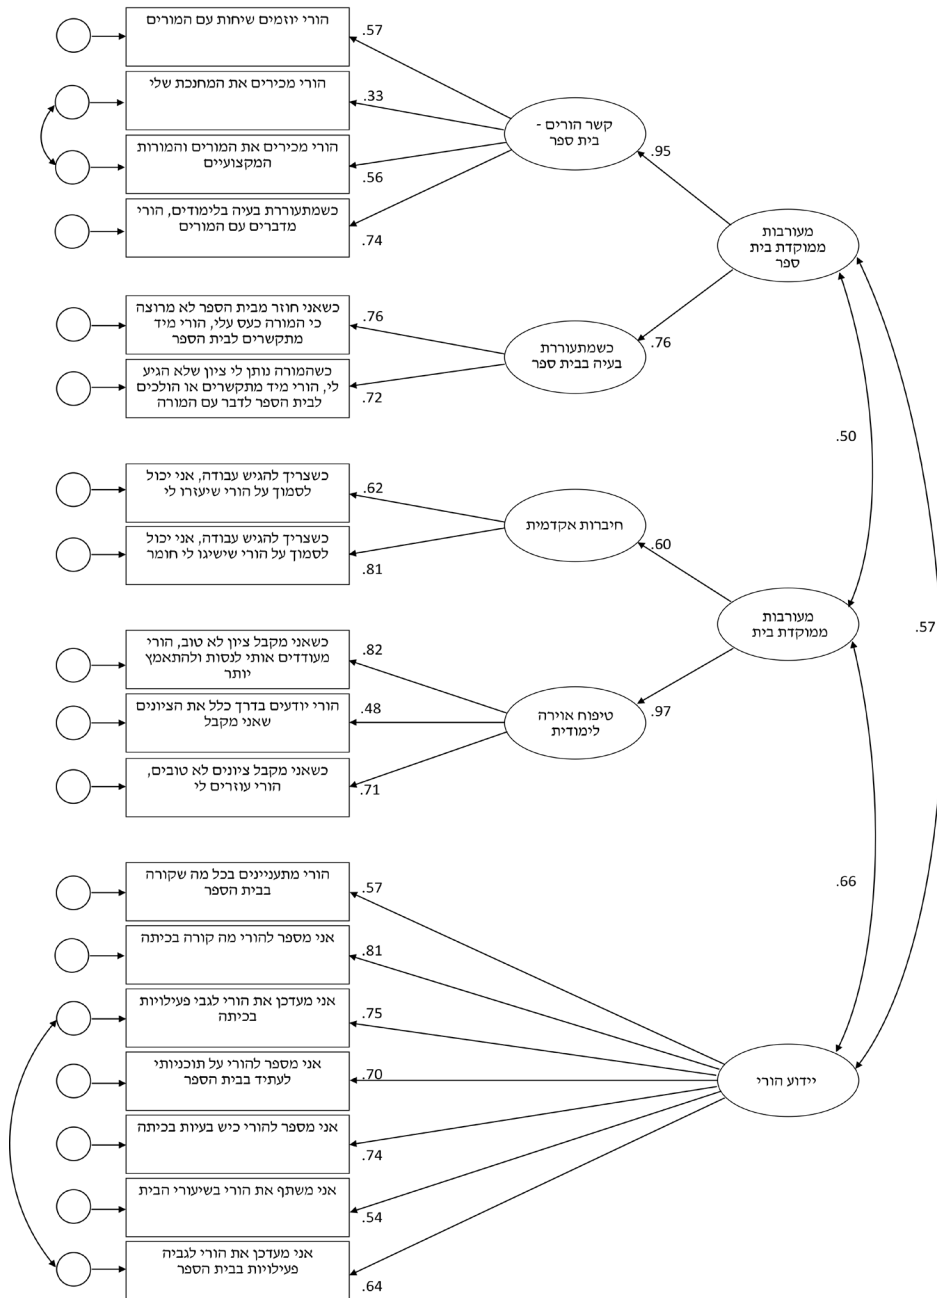 הורי יוזמים שיחות עם המורים
.57
הורי מכירים את המחנכת שלי
.33
הורי מכירים את המורים והמורות
המקצועיים
.56
כשמתעוררת בעיה בלימודים, הורי
מדברים עם המורים
.74
קשר הורים -
בית ספר
.95
מעורבות
ממוקדת בית
ספר
כשאני חוזר מבית הספר לא מרוצה
כי המורה כעס עלי, הורי מיד
מתקשרים לבית הספר
.76
כשהמורה נותן לי ציון שלא הגיע
לי, הורי מיד מתקשרים או הולכים
לבית הספר לדבר עם המורה
.72
כשמתעוררת
בעיה בבית ספר
.76
.50
כשצריך להגיש עבודה, אני יכול
לסמוך על הורי שיעזרו לי
.62
כשצריך להגיש עבודה, אני יכול
לסמוך על הורי שישיגו לי חומר
.81
חיברות אקדמית
.60
מעורבות
ממוקדת בית
.57
כשאני מקבל ציון לא טוב, הורי
מעודדים אותי לנסות ולהתאמץ
יותר
.82
הורי יודעים בדרך כלל את הציונים
שאני מקבל
.48
כשאני מקבל ציונים לא טובים,
הורי עוזרים לי
.71
טיפוח אוירה
לימודית
.97
.66
הורי מתעניינים בכל מה שקורה
בבית הספר
.57
אני מספר להורי מה קורה בכיתה
.81
אני מעדכן את הורי לגבי פעילויות
בכיתה
.75
אני מספר להורי על תוכניותי
לעתיד בבית הספר
.70
אני מספר להורי כיש בעיות בכיתה
.74
אני משתף את הורי בשיעורי הבית
.54
אני מעדכן את הורי לגביה
פעילויות בבית הספר
.64
יידוע הורי